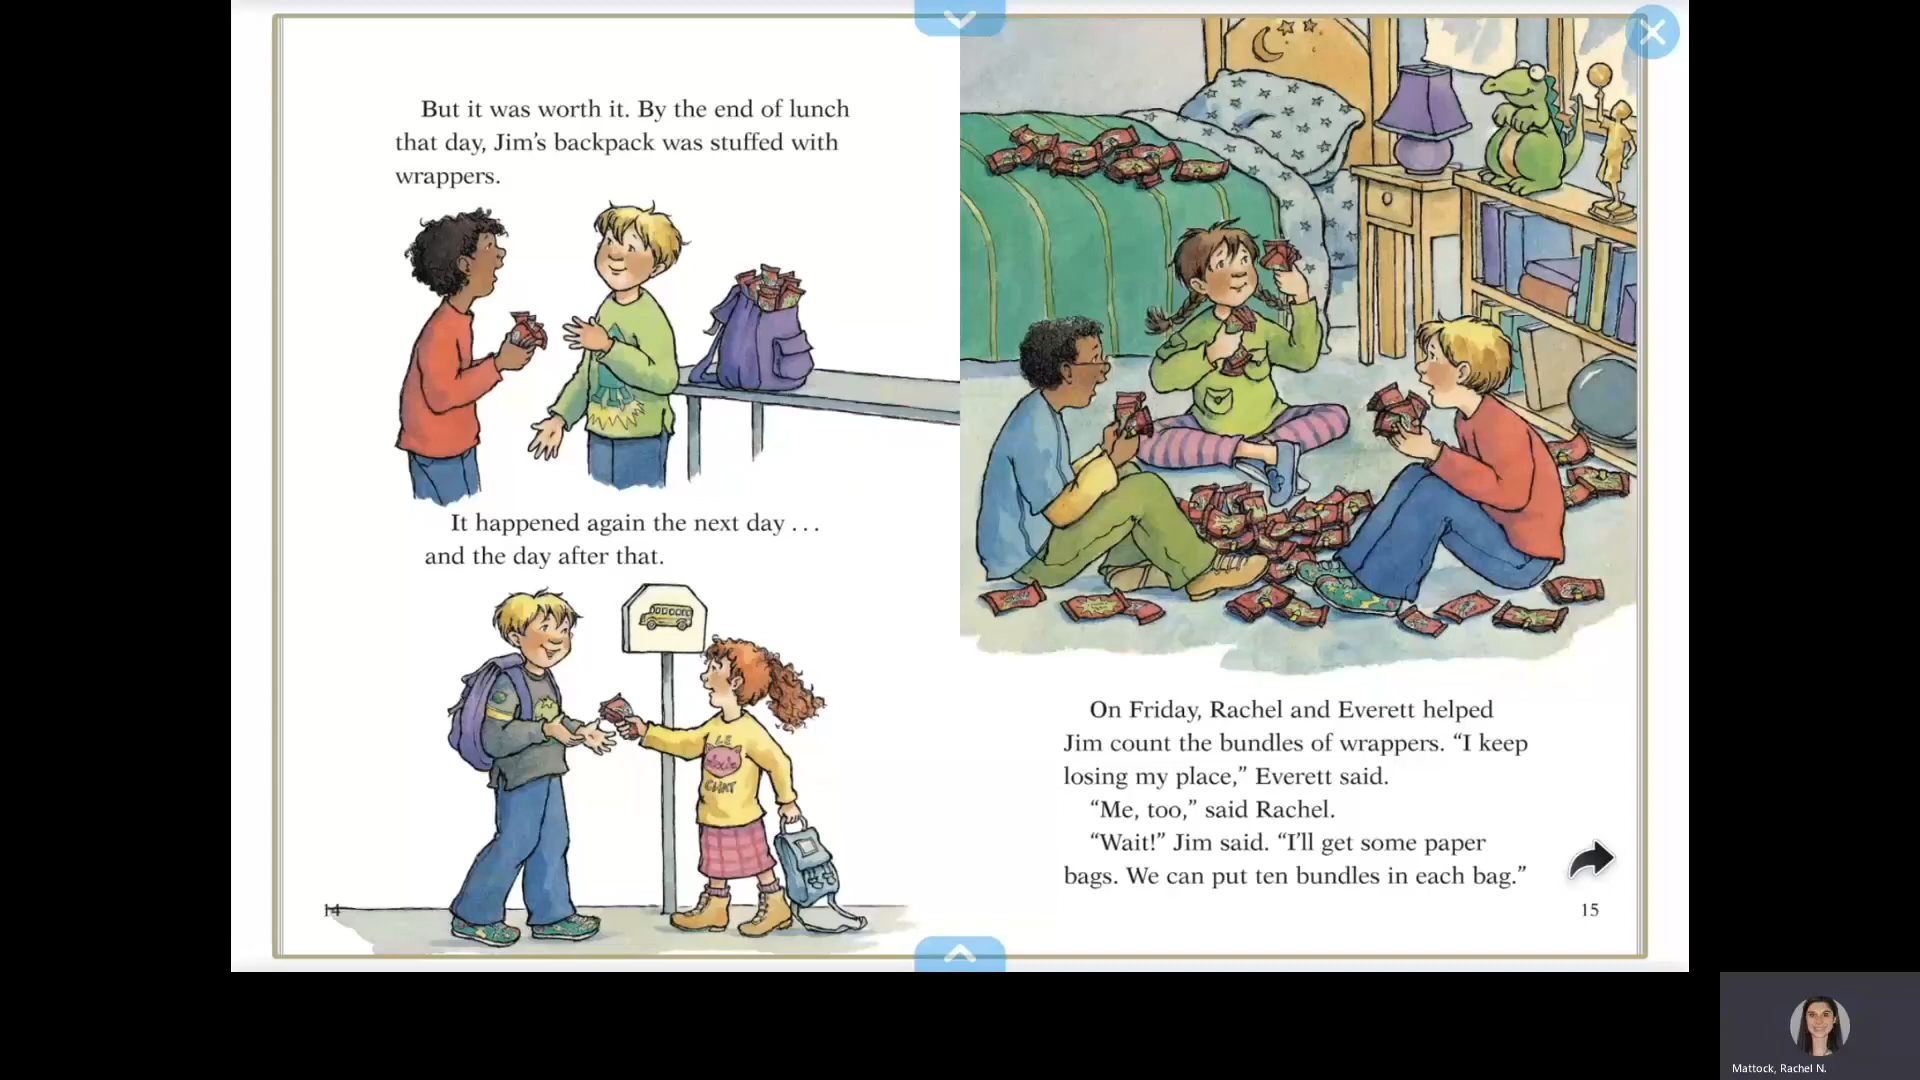 But it was worth it. By the end of lunch
that day, Jim's backpack was stuffed with
wrappers.
It happened again the next day . . .
and the day after that.
LE
CHAT
14
On Friday, Rachel and Everett helped
Jim count the bundles of wrappers. “I keep
losing my place,” Everett said.
“Me, too,” said Rachel.
“Wait!” Jim said. “I’ll get some paper
bags. We can put ten bundles in each bag.”
15
Mattock, Rachel N.